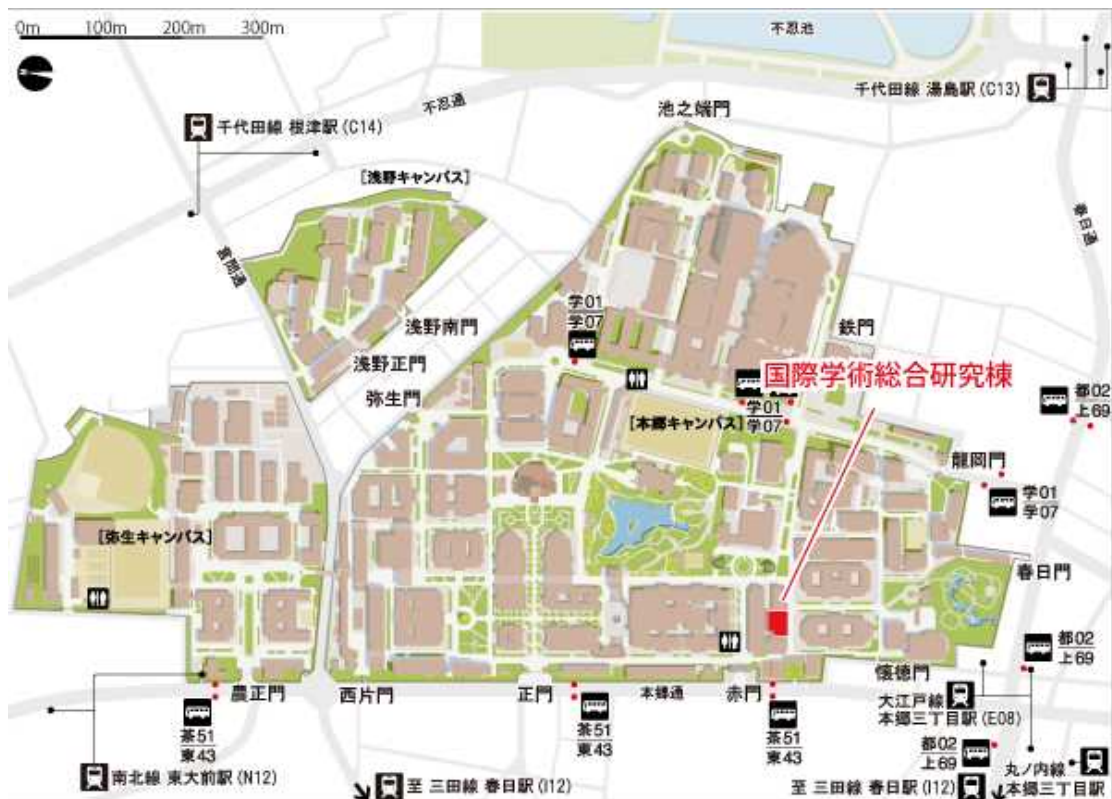 0m 100m 200m 300m
不忍池
千代田線 湯島駅(C13)
不忍通
池之端門
千代田線 根津駅(C14)
[浅野キャンパス]
春日通
言問通
学01
学07
浅野南門
鉄門
浅野正門
国際学術総合研究棟
弥生門
都02
上69
[本郷キャンパス]
学01
学07
龍岡門
学01
学07
[弥生キャンパス]
春日門
都02
上69
懐徳門
農正門
西片門
正門
本郷通
赤門
大江戸線
本郷三丁目駅(E08)
茶51
東43
茶51
東43
茶51
東43
都02
上69
丸ノ内線
本郷三丁目駅
南北線 東大前駅(N12)
至 三田線 春日駅(I12)
至 三田線 春日駅(I12)